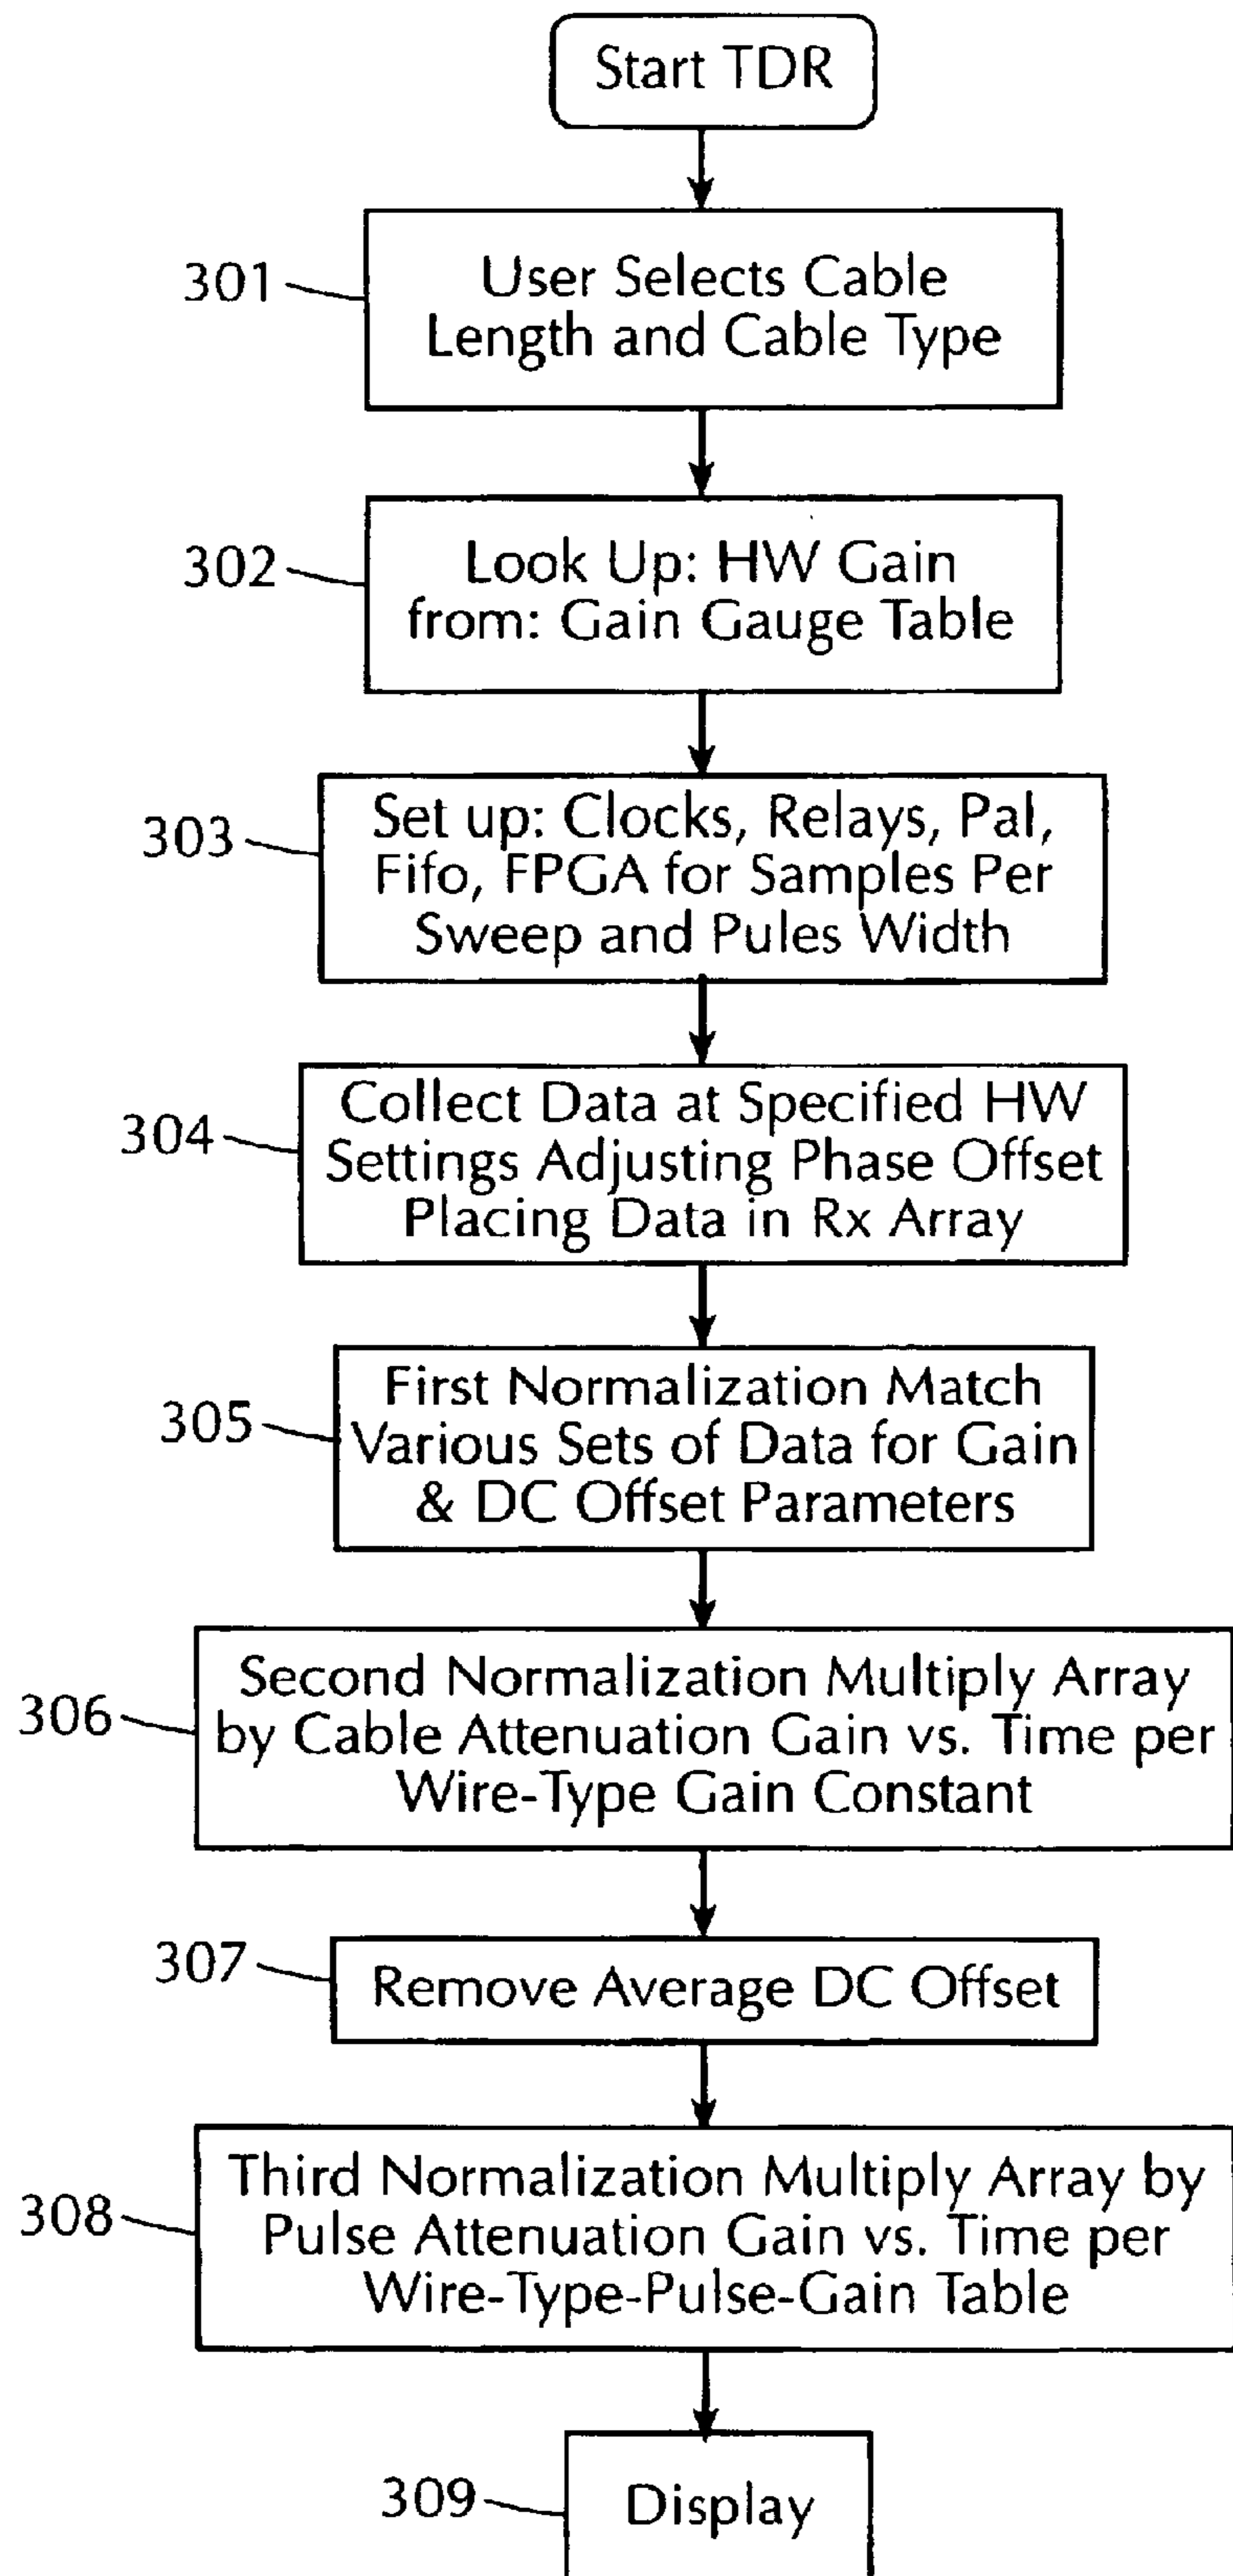 Start TDR
301
User Selects Cable
Length and Cable Type
302
Look Up: HW Gain
from: Gain Gauge Table
303
Set up: Clocks, Relays, Pal,
Fifo, FPGA for Samples Per
Sweep and Pules Width
304
Collect Data at Specified HW
Settings Adjusting Phase Offset
Placing Data in Rx Array
305
First Normalization Match
Various Sets of Data for Gain
& DC Offset Parameters
306
Second Normalization Multiply Array
by Cable Attenuation Gain vs. Time per
Wire-Type Gain Constant
307
Remove Average DC Offset
308
Third Normalization Multiply Array by
Pulse Attenuation Gain vs. Time per
Wire-Type-Pulse-Gain Table
309
Display